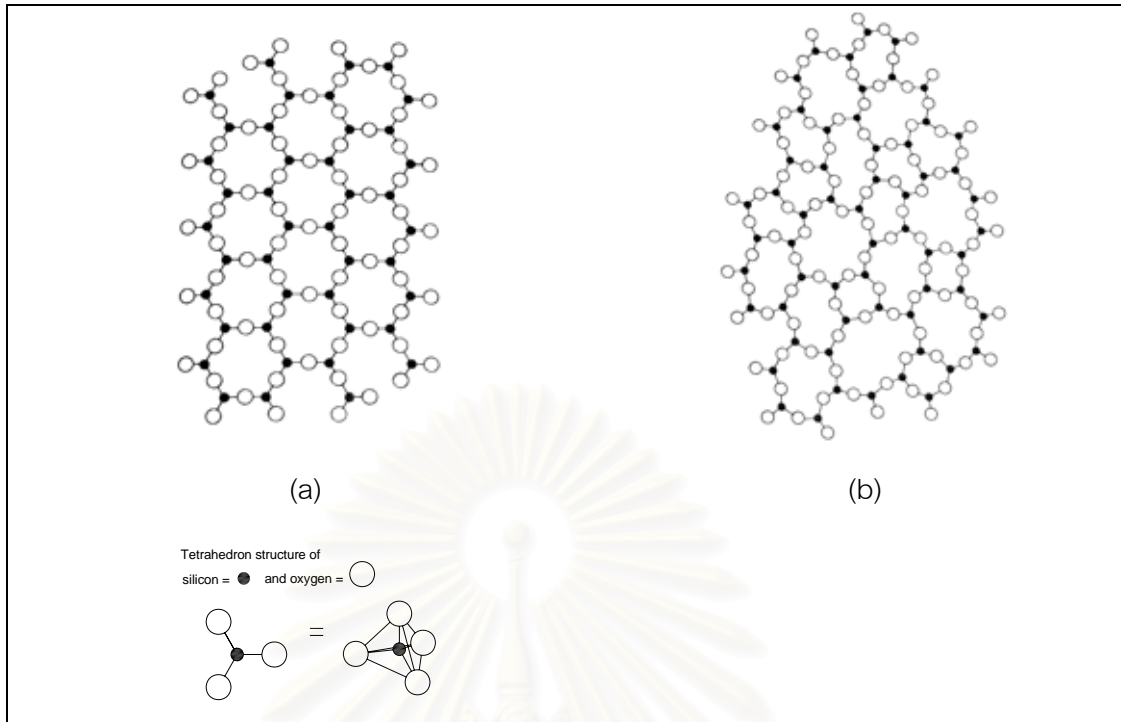 (a)
(b)
Tetrahedron structure of
silicon = and oxygen =
=